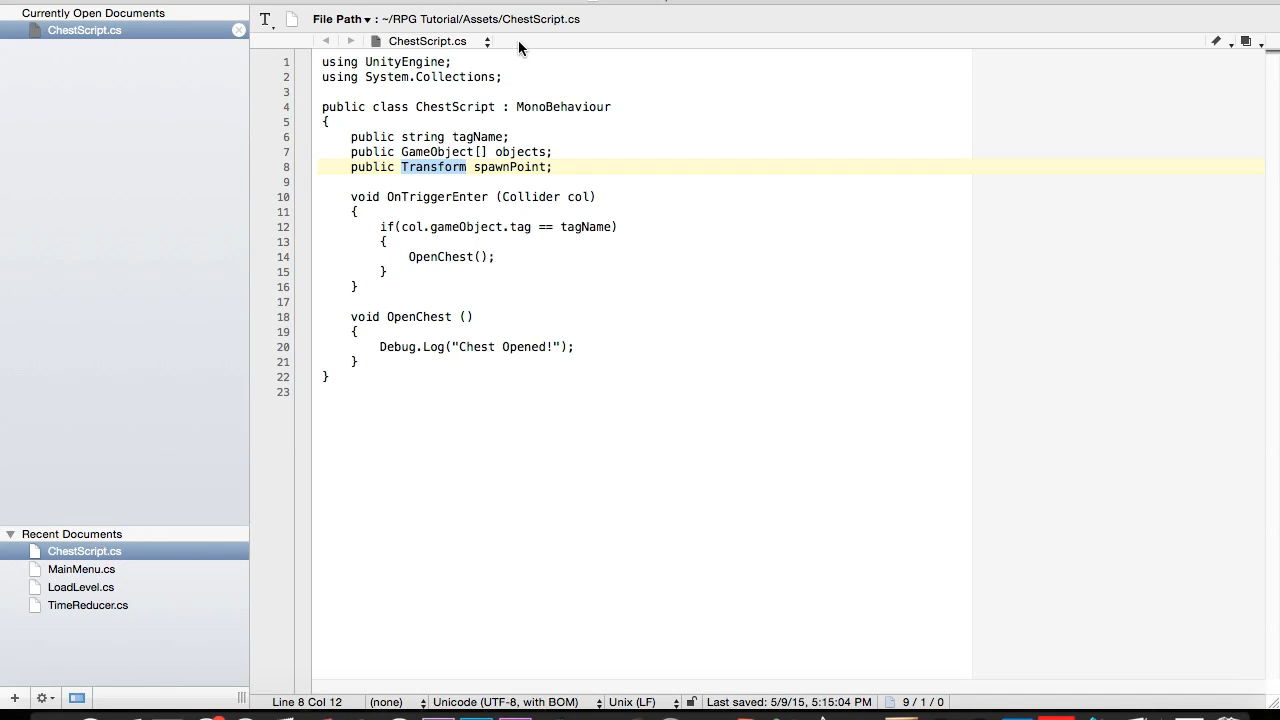 Currently Open Documents
ChestScript.cs
T
File Path ▾ : ~/RPG Tutorial/Assets/ChestScript.cs
ChestScript.cs
1 using UnityEngine;
2 using System.Collections;
3
4 public class ChestScript : MonoBehaviour
5 {
6 public string tagName;
7 public GameObject[] objects;
8 public Transform spawnPoint;
9
10 void OnTriggerEnter (Collider col)
11 {
12 if(col.gameObject.tag == tagName)
13 {
14 OpenChest();
15 }
16 }
17
18 void OpenChest ()
19 {
20 Debug.Log("Chest Opened!");
21 }
22 }
23
Recent Documents
ChestScript.cs
MainMenu.cs
LoadLevel.cs
TimeReducer.cs
Line 8 Col 12 (none) Unicode (UTF-8, with BOM) Unix (LF) Last saved: 5/9/15, 5:15:04 PM 9 / 1 / 0